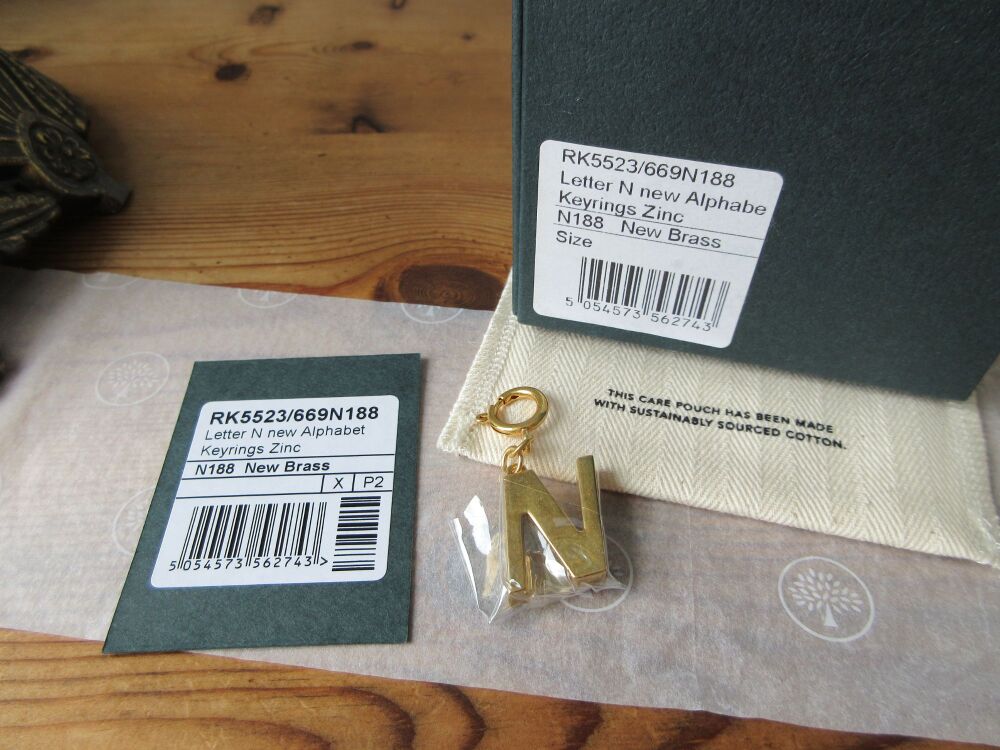 RK5523/669N188
Letter N new Alphabe
Keyrings Zinc
N188 New Brass
Size
5 054573 562743
THIS CARE POUCH HAS BEEN MADE
WITH SUSTAINABLY SOURCED COTTON.
RK5523/669N188
Letter N new Alphabet
Keyrings Zinc
N188 New Brass
X P2
5 054573 562743 >
N